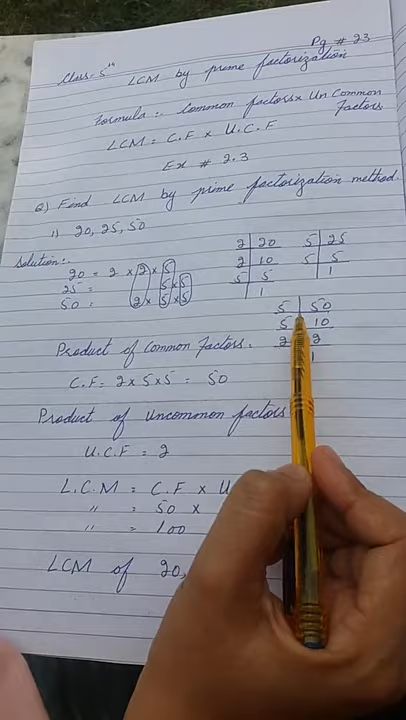 Pg # 23
Class: 5th
LCM by prime factorization
Formula:- Common factors x Un Common
factors
LCM = C.F x U.C.F
Ex # 2.3
Q) Find LCM by prime factorization method.
i) 20, 25, 50
Solution:-
20 = 2 x 2 x 5
25 = 5 x 5
50 = 2 x 5 x 5
2 | 20
2 | 10
5 | 5
1
5 | 25
5 | 5
1
5 | 50
5 | 10
2 | 2
1
Product of Common Factors.
C.F = 2 x 5 x 5 = 50
Product of Uncommon factors
U.C.F = 2
L.C.M = C.F x U
" = 50 x
" = 100
LCM of 20,